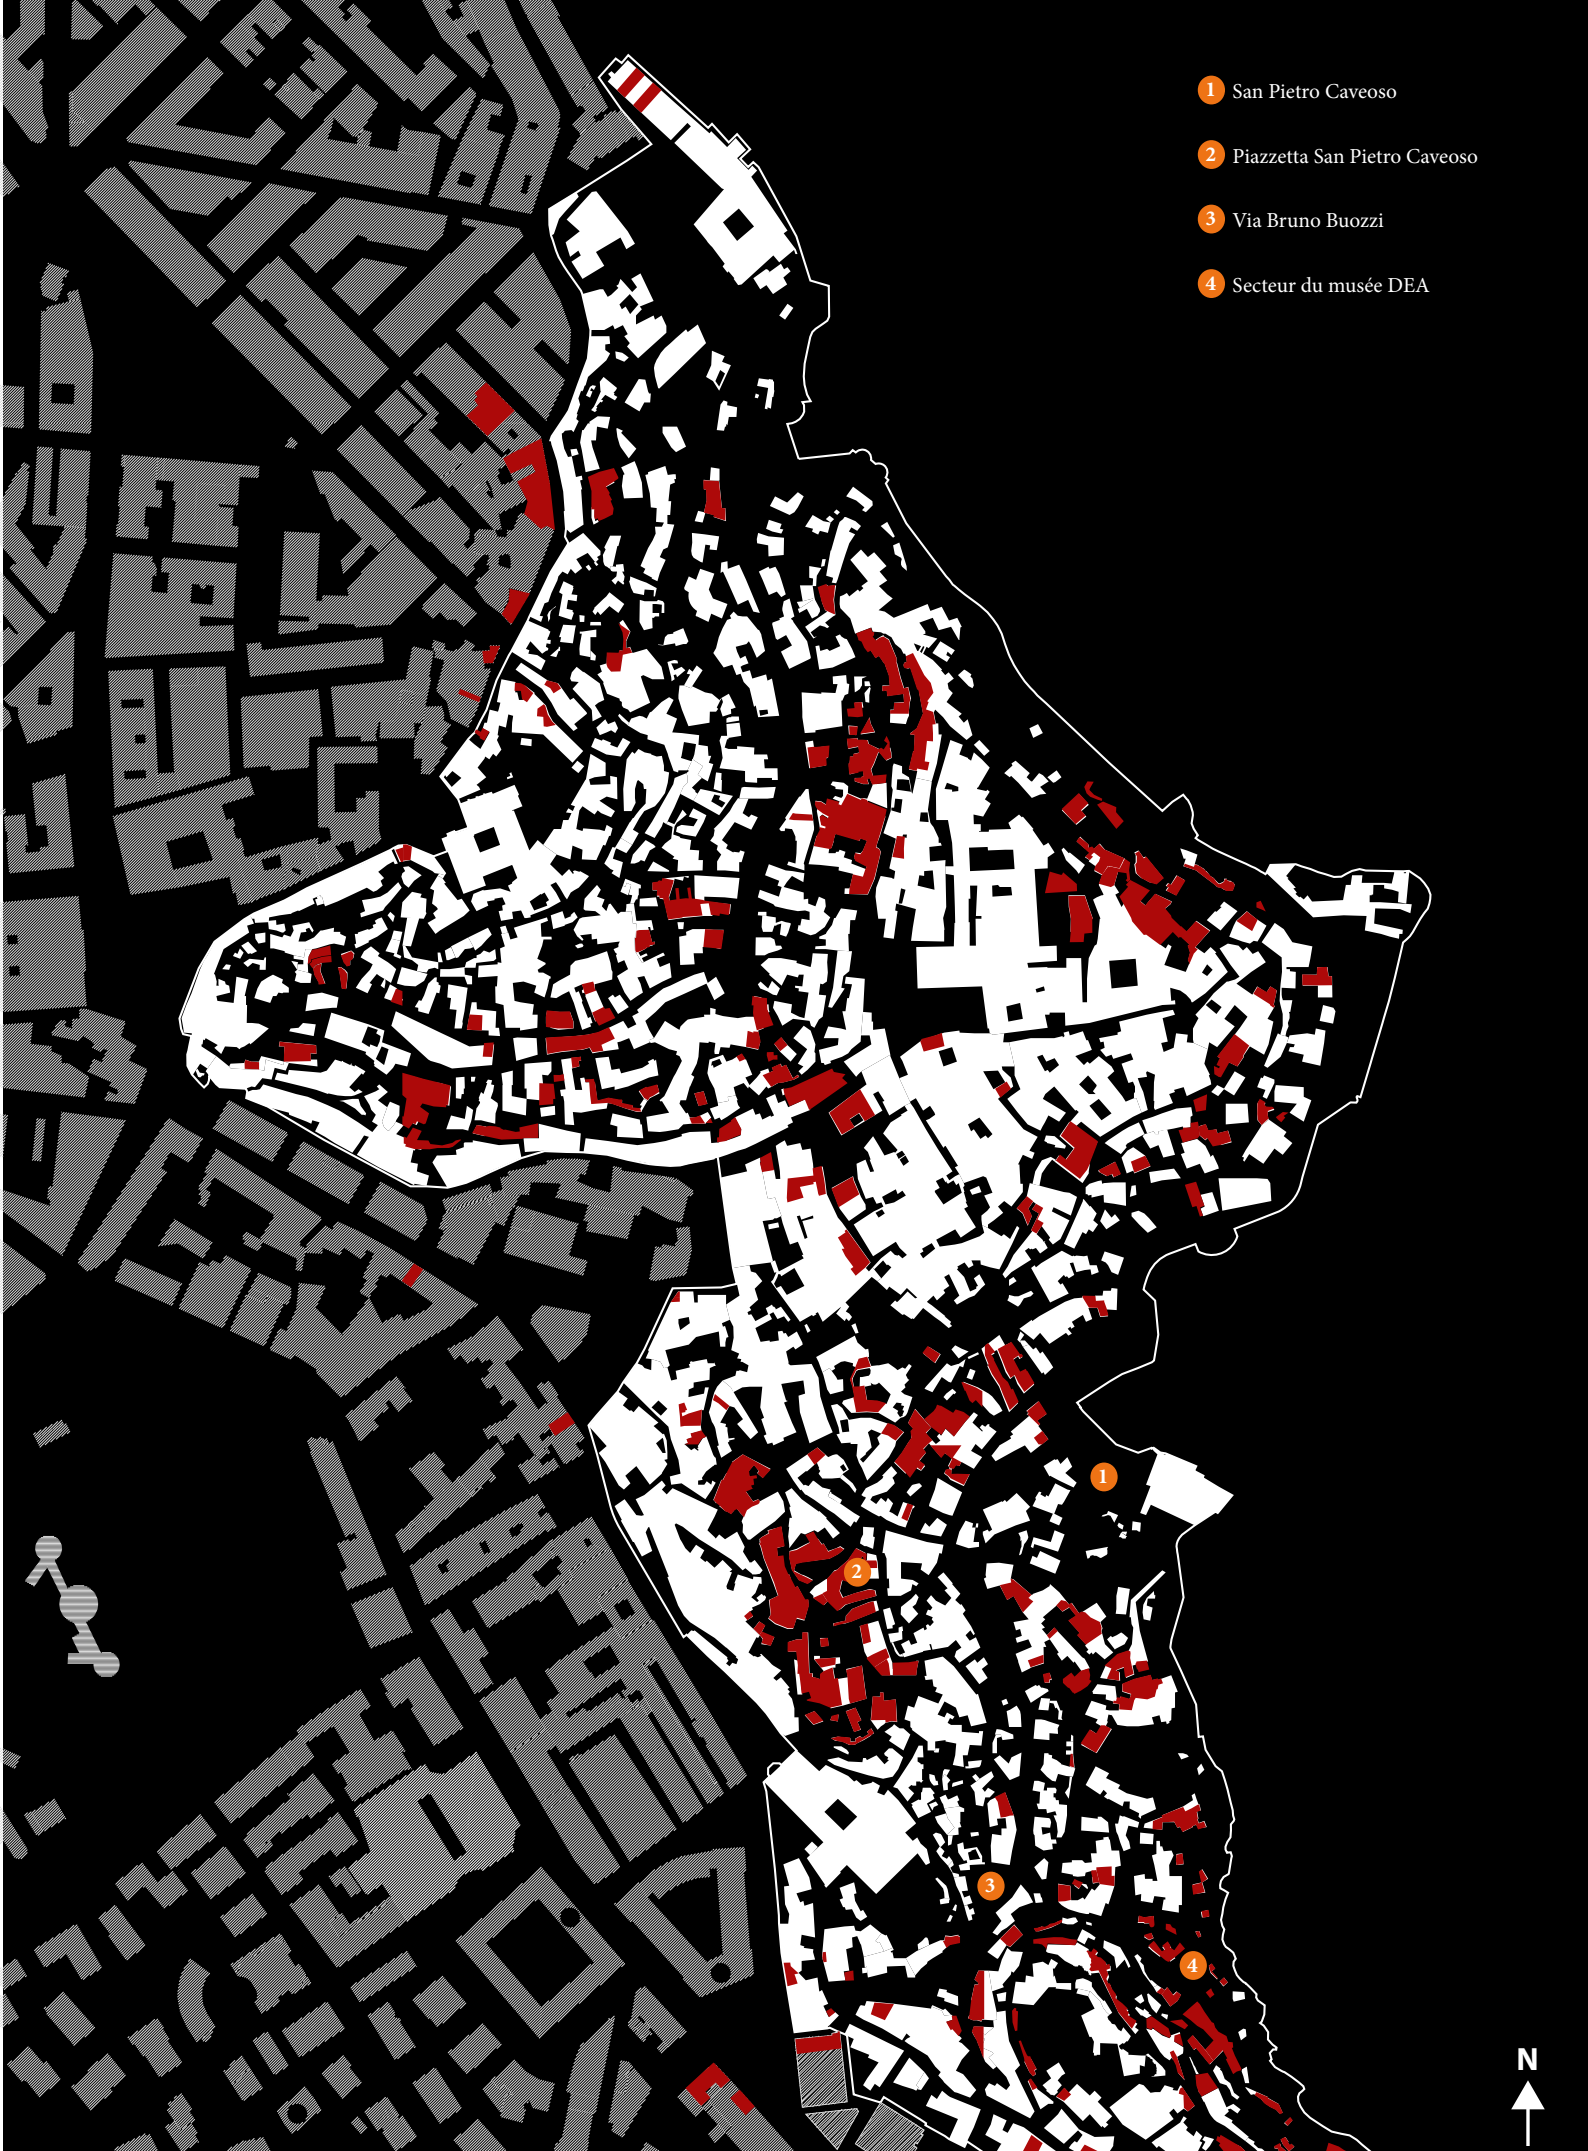 1 San Pietro Caveoso
2 Piazzetta San Pietro Caveoso
3 Via Bruno Buozzi
4 Secteur du musée DEA
1
2
3
4
N